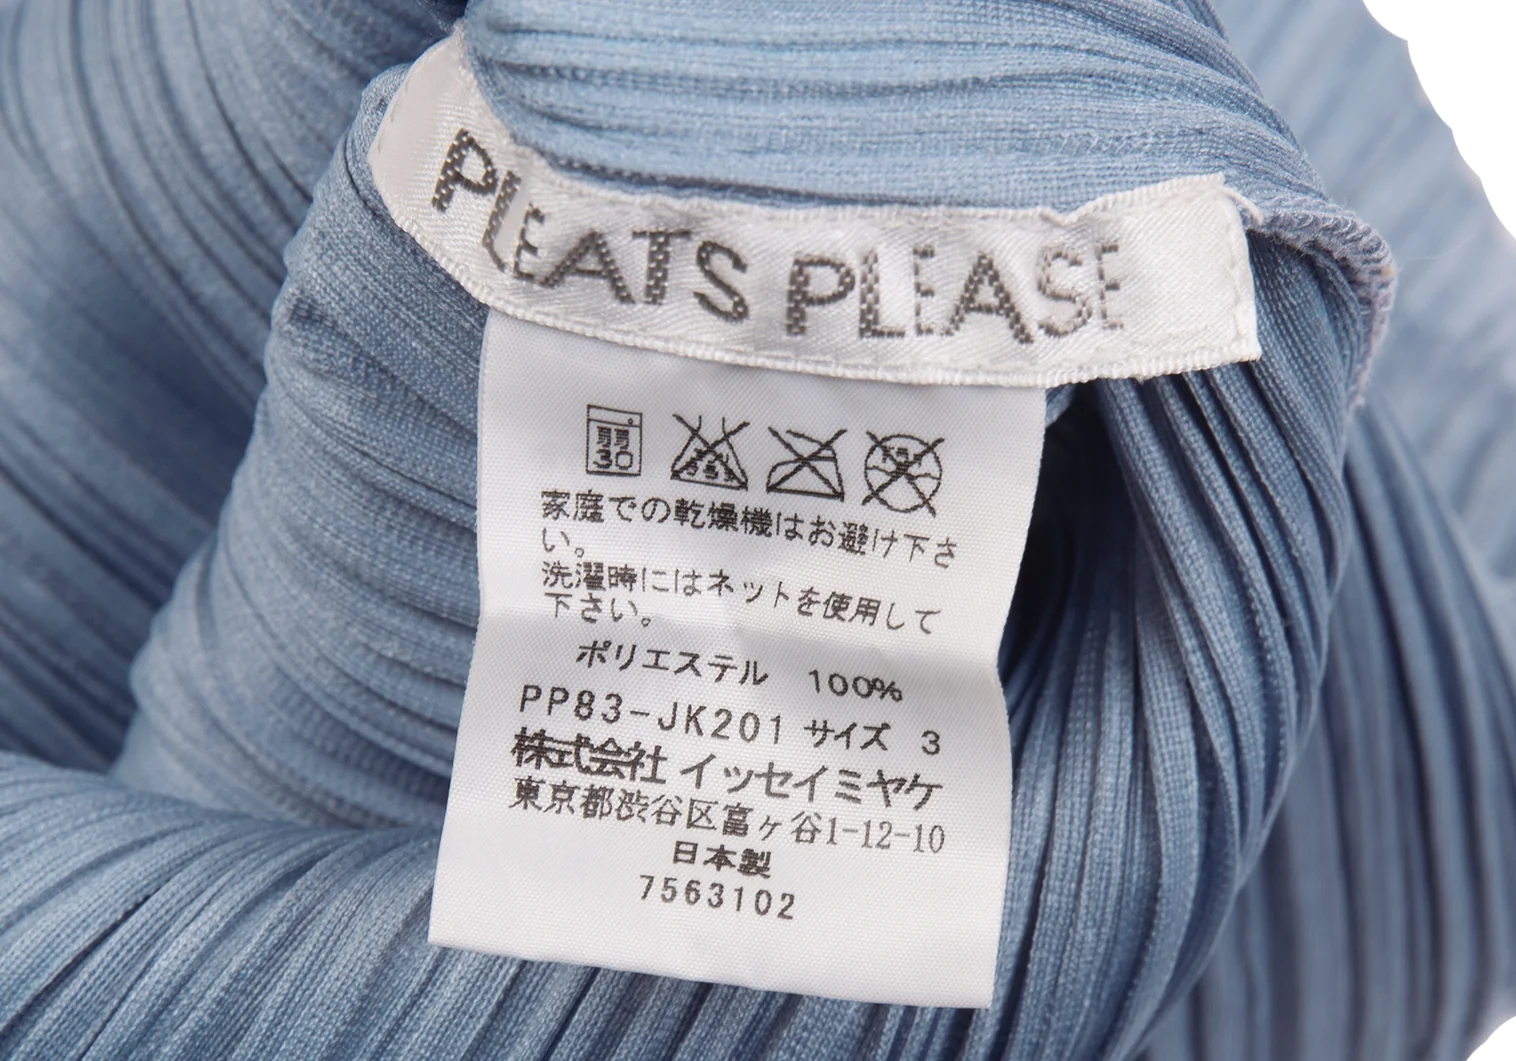 PLEATS PLEASE
弱
30
家庭での乾燥機はお避け下さ
い。
洗濯時にはネットを使用して
下さい。
ポリエステル 100%
PP83-JK201 サイズ 3
株式会社 イッセイミヤケ
東京都渋谷区富ヶ谷1-12-10
日本製
7563102